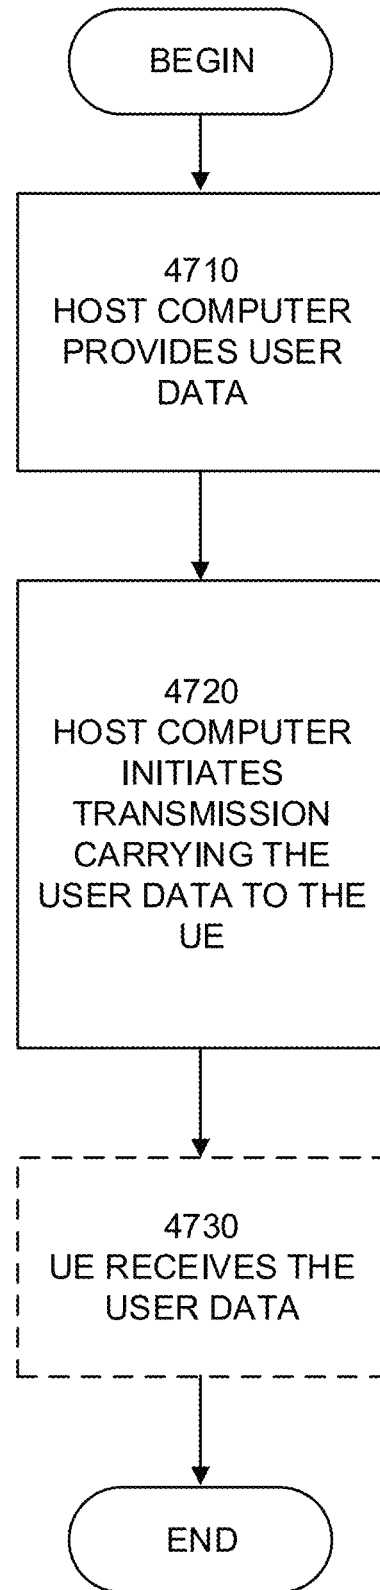 BEGIN
4710
HOST COMPUTER
PROVIDES USER
DATA
4720
HOST COMPUTER
INITIATES
TRANSMISSION
CARRYING THE
USER DATA TO THE
UE
4730
UE RECEIVES THE
USER DATA
END